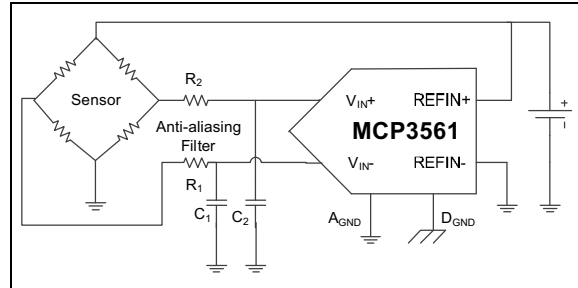 R2
Sensor
Anti-aliasing
Filter
R1
C1
C2
VIN+
REFIN+
MCP3561
VIN-
REFIN-
AGND
DGND
+
-